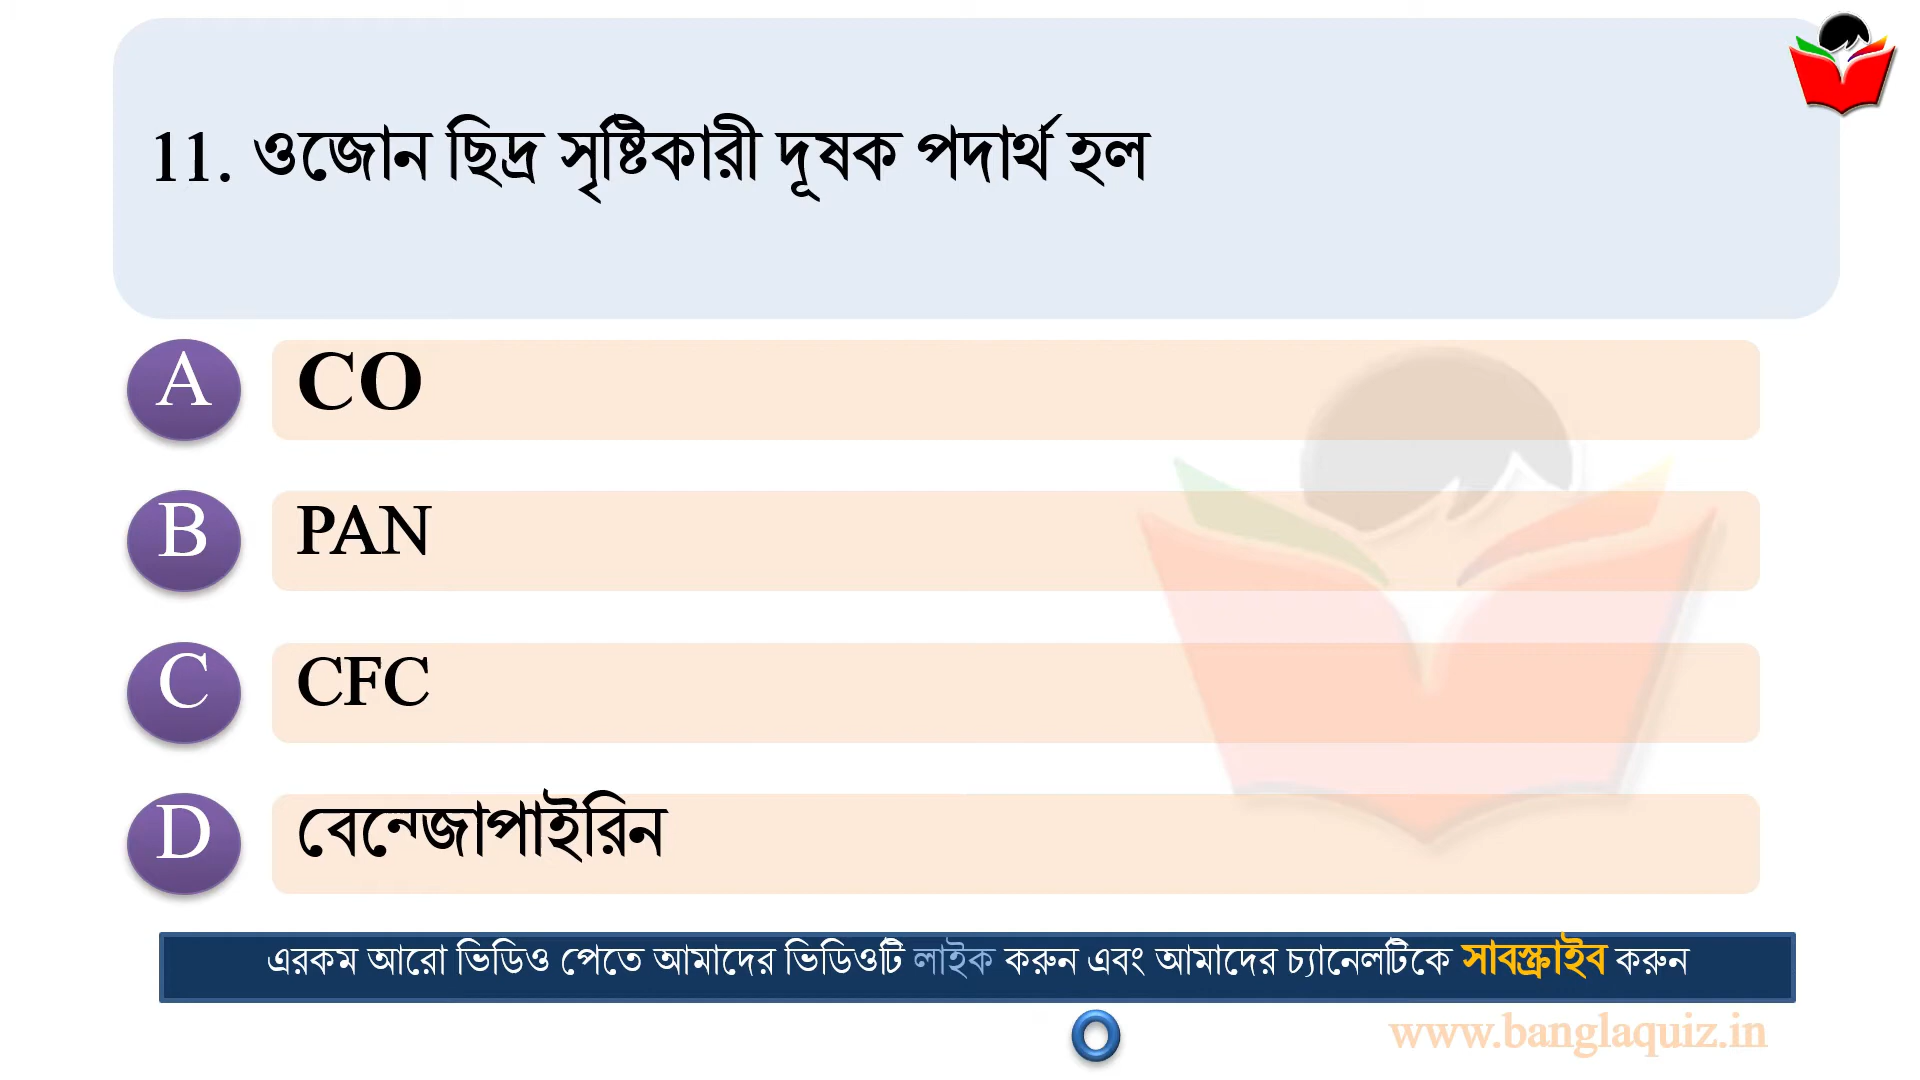 11. ওজোন ছিদ্র সৃষ্টিকারী দূষক পদার্থ হল
A CO
B PAN
C CFC
D বেন্জোপাইরিন
এরকম আরো ভিডিও পেতে আমাদের ভিডিওটি লাইক করুন এবং আমাদের চ্যানেলটিকে সাবস্ক্রাইব করুন
www.banglaquiz.in